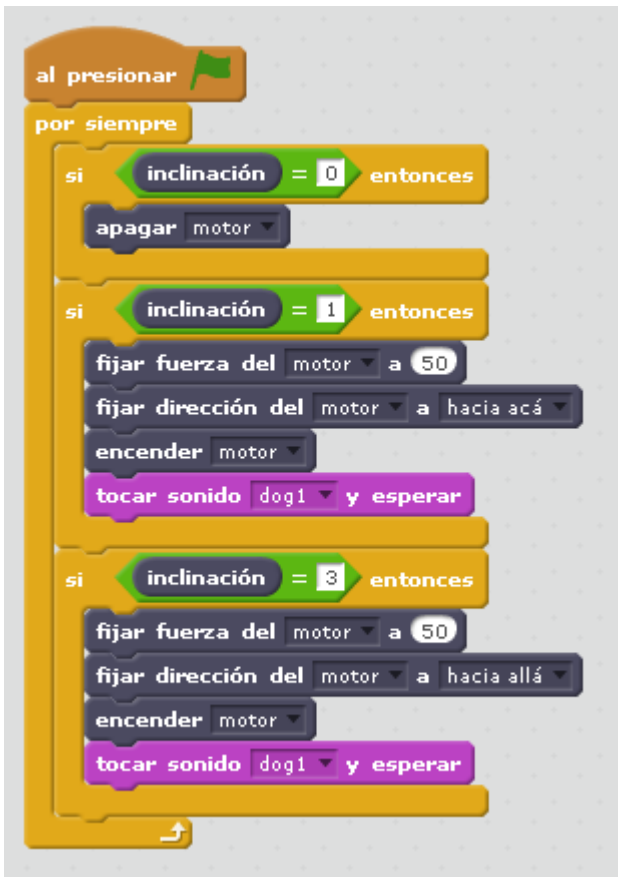 al presionar
por siempre
si inclinación = 0 entonces
apagar motor
si inclinación = 1 entonces
fijar fuerza del motor a 50
fijar dirección del motor a hacia acá
encender motor
tocar sonido dog1 y esperar
si inclinación = 3 entonces
fijar fuerza del motor a 50
fijar dirección del motor a hacia allá
encender motor
tocar sonido dog1 y esperar